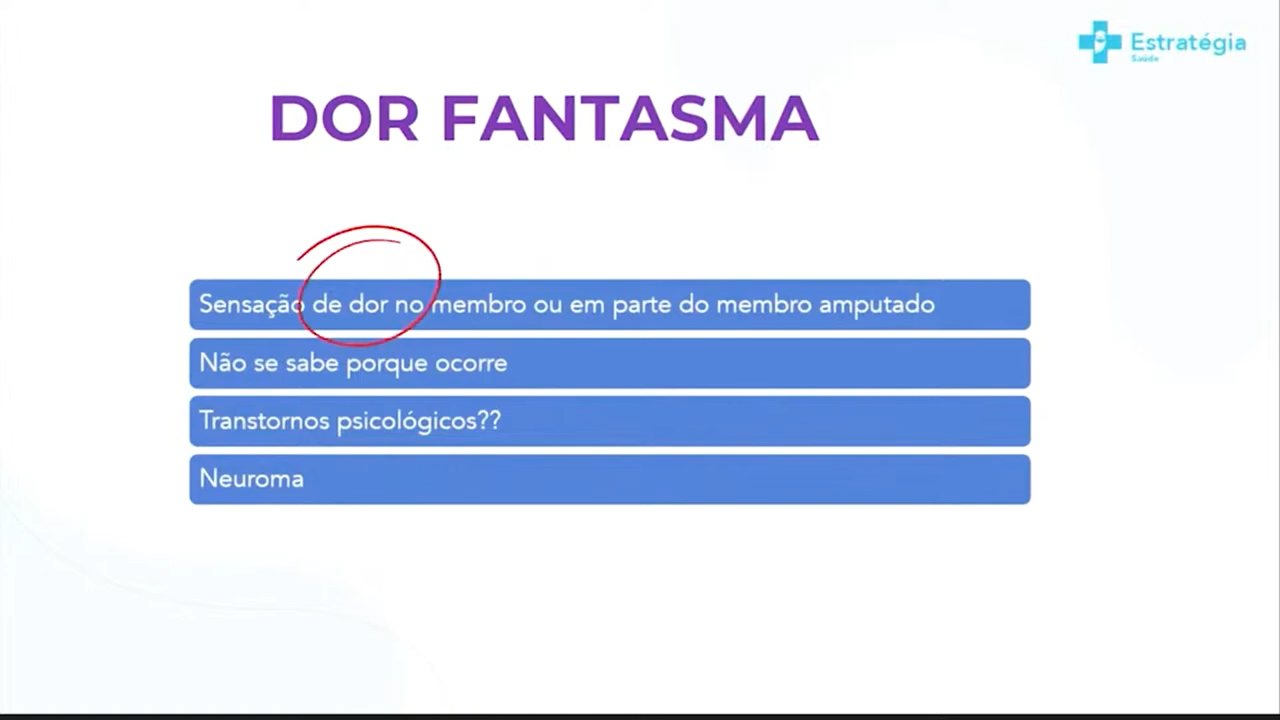 Estratégia
Saúde
DOR FANTASMA
Sensação de dor no membro ou em parte do membro amputado
Não se sabe porque ocorre
Transtornos psicológicos??
Neuroma